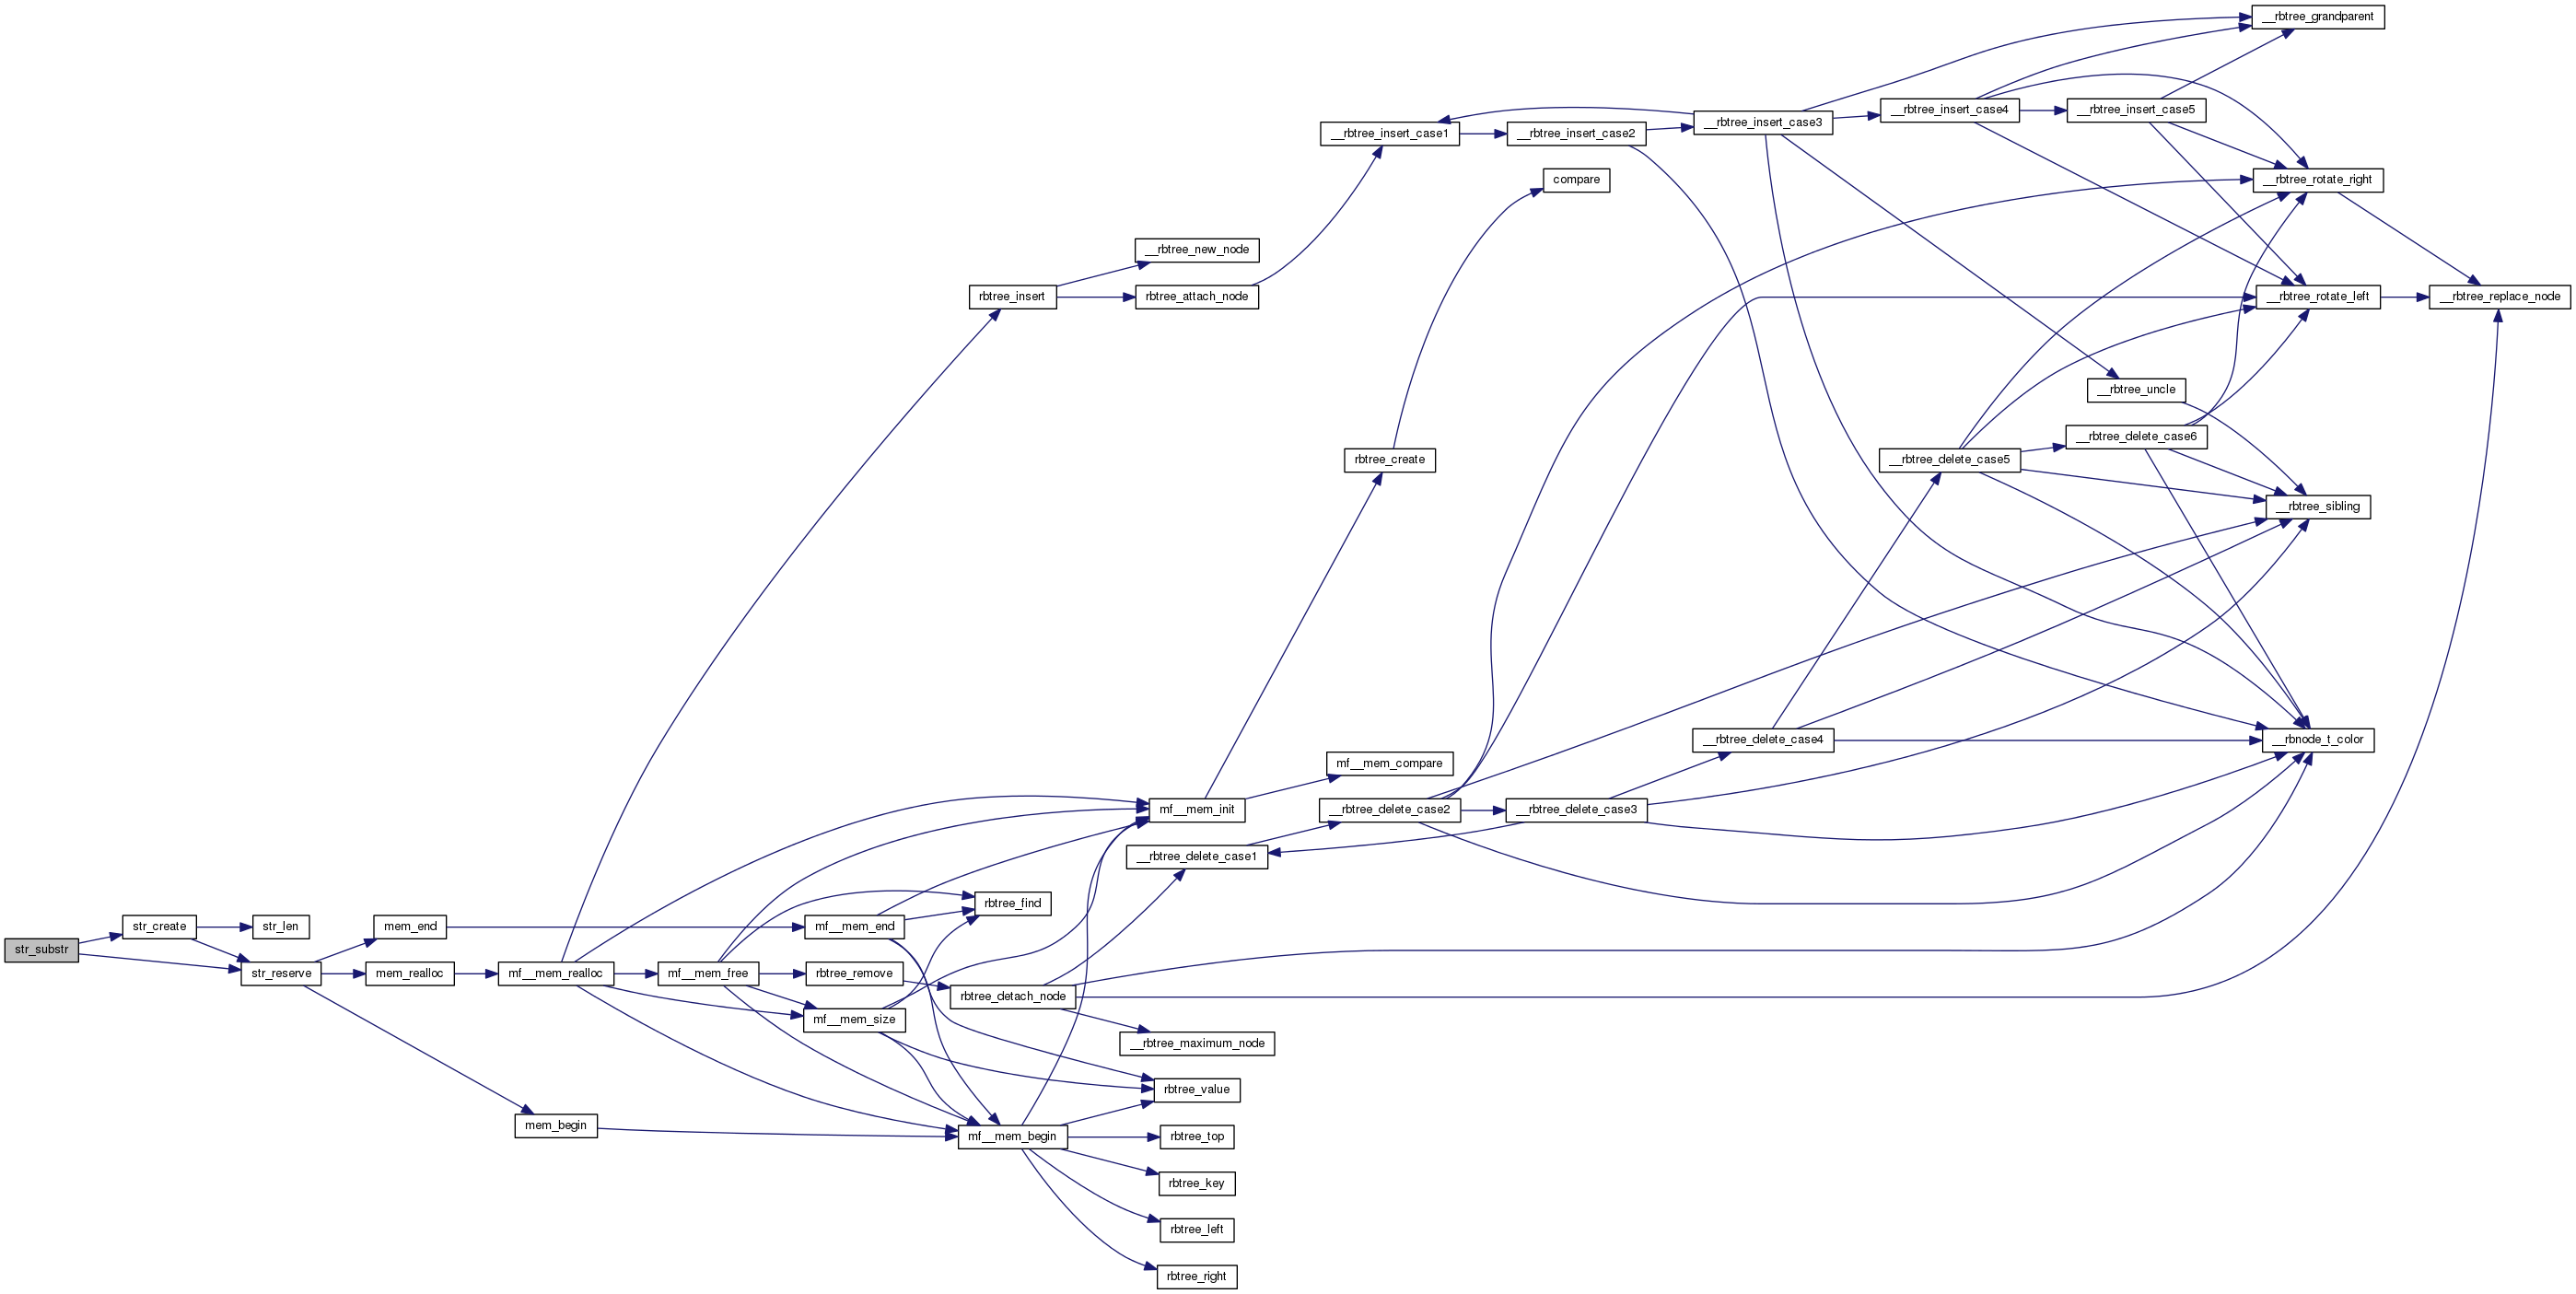 __rbtree_grandparent
__rbtree_insert_case4
__rbtree_insert_case5
__rbtree_insert_case3
__rbtree_insert_case1
__rbtree_insert_case2
compare
__rbtree_rotate_right
__rbtree_new_node
rbtree_insert
rbtree_attach_node
__rbtree_rotate_left
__rbtree_replace_node
__rbtree_uncle
__rbtree_delete_case6
rbtree_create
__rbtree_delete_case5
__rbtree_sibling
__rbtree_delete_case4
__rbnode_t_color
mf__mem_compare
mf__mem_init
__rbtree_delete_case2
__rbtree_delete_case3
__rbtree_delete_case1
rbtree_find
str_create
str_len
mem_end
mf__mem_end
str_substr
str_reserve
mem_realloc
mf__mem_realloc
mf__mem_free
rbtree_remove
rbtree_detach_node
mf__mem_size
__rbtree_maximum_node
rbtree_value
mem_begin
mf__mem_begin
rbtree_top
rbtree_key
rbtree_left
rbtree_right